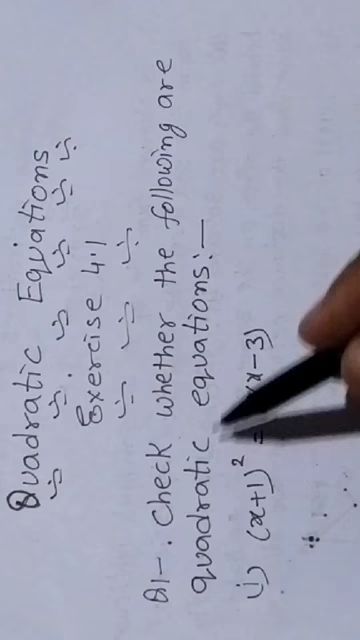 Quadratic Equations
Exercise 4.1
Q1-. Check whether the following are
quadratic equations:-
i) (x+1)² = (x-3)